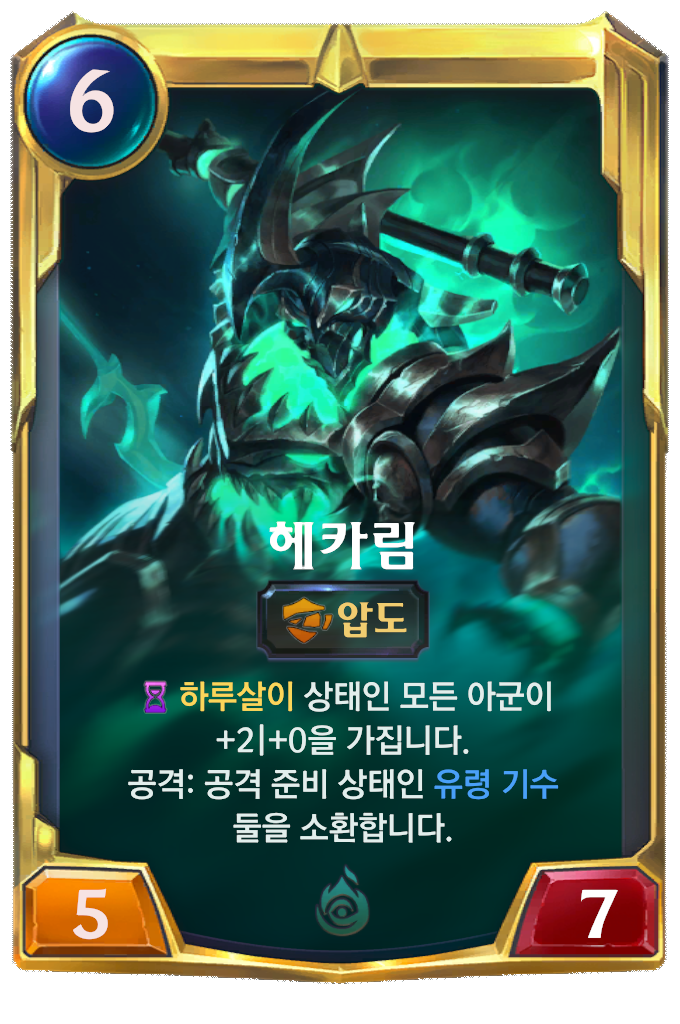 6
헤카림
압도
하루살이 상태인 모든 아군이
+2|+0을 가집니다.
공격: 공격 준비 상태인 유령 기수
둘을 소환합니다.
5
7